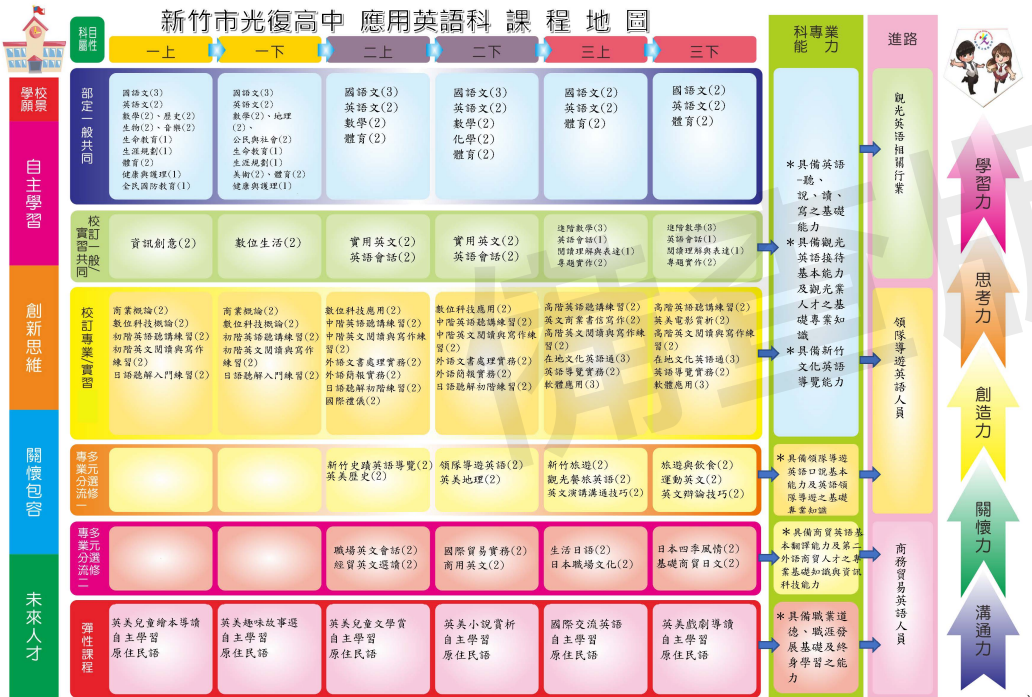 新竹市光復高中 應用英語科 課 程 地 圖
科目屬性
一上
一下
二上
二下
三上
三下
科專業能力
進路
學校願景
自主學習
創新思維
關懷包容
未來人才
部定一般共同
國語文(3)
英語文(2)
數學(2)、歷史(2)
生物(2)、音樂(2)
生命教育(1)
生涯規劃(1)
體育(2)
健康與護理(1)
全民國防教育(1)
國語文(3)
英語文(2)
數學(2)、地理
(2)、
公民與社會(2)
生命教育(1)
生涯規劃(1)
美術(2)、體育(2)
健康與護理(1)
國語文(3)
英語文(2)
數學(2)
體育(2)
國語文(3)
英語文(2)
數學(2)
化學(2)
體育(2)
國語文(2)
英語文(2)
體育(2)
國語文(2)
英語文(2)
體育(2)
校訂一般/
實習共同
資訊創意(2)
數位生活(2)
實用英文(2)
英語會話(2)
實用英文(2)
英語會話(2)
進階數學(3)
英語會話(1)
閱讀理解與表達(1)
專題實作(2)
進階數學(3)
英語會話(1)
閱讀理解與表達(1)
專題實作(2)
校訂專業/實習
商業概論(2)
數位科技概論(2)
初階英語聽講練習(2)
初階英文閱讀與寫作
練習(2)
日語聽解入門練習(2)
商業概論(2)
數位科技概論(2)
初階英語聽講練習(2)
初階英文閱讀與寫作
練習(2)
日語聽解入門練習(2)
數位科技應用(2)
中階英語聽講練習(2)
中階英文閱讀與寫作練
習(2)
外語文書處理實務(2)
外語簡報實務(2)
日語聽解初階練習(2)
國際禮儀(2)
數位科技應用(2)
中階英語聽講練習(2)
中階英文閱讀與寫作練
習(2)
外語文書處理實務(2)
外語簡報實務(2)
日語聽解初階練習(2)
高階英語聽講練習(2)
英文商業書信寫作(2)
高階英文閱讀與寫作練
習(2)
在地文化英語通(3)
英語導覽實務(2)
軟體應用(3)
高階英語聽講練習(2)
英美電影賞析(2)
高階英文閱讀與寫作練
習(2)
在地文化英語通(3)
英語導覽實務(2)
軟體應用(3)
多元選修
專業分流一
新竹史蹟英語導覽(2)
英美歷史(2)
領隊導遊英語(2)
英美地理(2)
新竹旅遊(2)
觀光餐旅英語(2)
英文演講溝通技巧(2)
旅遊與飲食(2)
運動英文(2)
英文辯論技巧(2)
多元選修
專業分流二
職場英文會話(2)
經貿英文選讀(2)
國際貿易實務(2)
商用英文(2)
生活日語(2)
日本職場文化(2)
日本四季風情(2)
基礎商貿日文(2)
彈性課程
英美兒童繪本導讀
自主學習
原住民語
英美趣味故事選
自主學習
原住民語
英美兒童文學賞
自主學習
原住民語
英美小說賞析
自主學習
原住民語
國際交流英語
自主學習
原住民語
英美戲劇導讀
自主學習
原住民語
＊具備英語
-聽、
說、讀、
寫之基礎
能力
＊具備觀光
英語接待
基本能力
及觀光業
人才之基
礎專業知
識
＊具備新竹
文化英語
導覽能力
＊具備領隊導遊
英語口說基本
能力及英語領
隊導遊之基礎
專業知識
＊具備商貿英語基
本翻譯能力及第二
外語商貿人才之專
業基礎知識與資訊
科技能力
＊具備職業道
德、職涯發
展基礎及終
身學習之能
力
觀光英語相關行業
領隊導遊英語人員
商務貿易英語人員
學習力
思考力
創造力
關懷力
溝通力